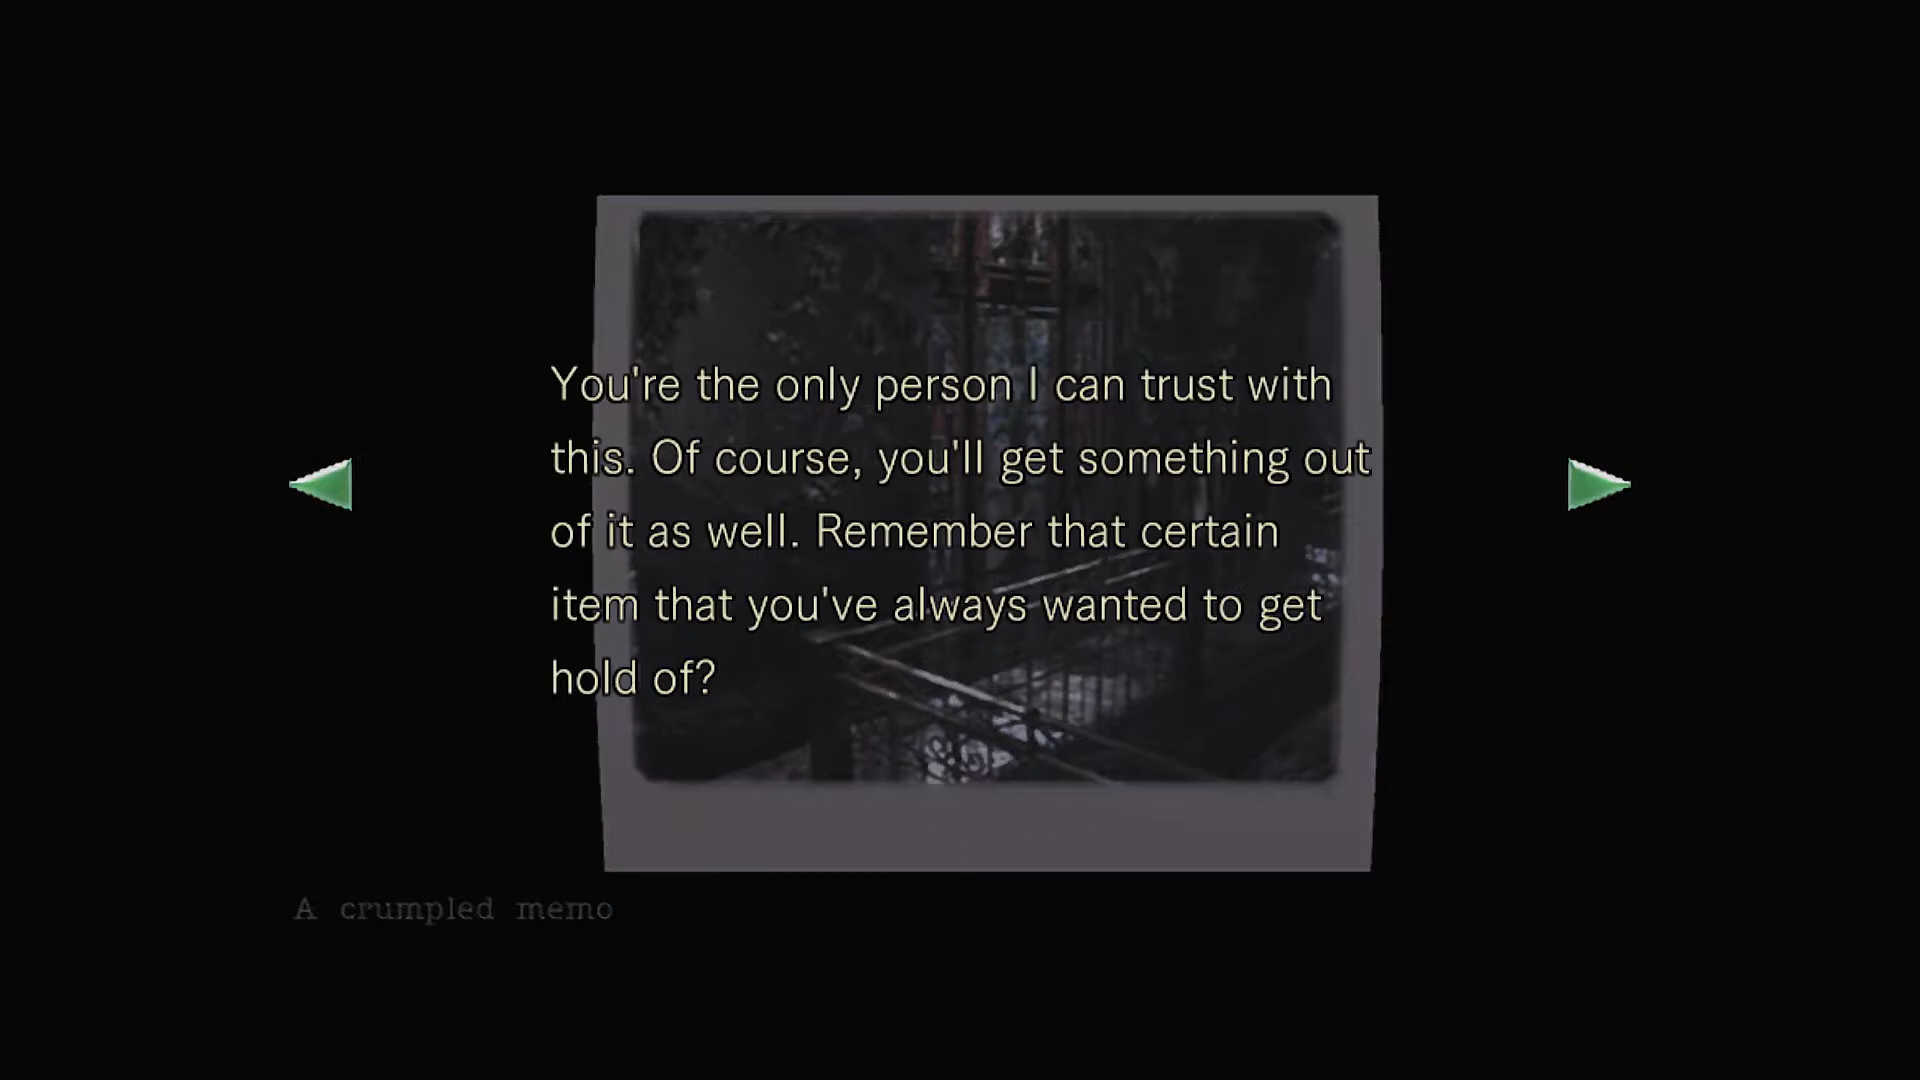 You're the only person I can trust with
this. Of course, you'll get something out
of it as well. Remember that certain
item that you've always wanted to get
hold of?
A crumpled memo